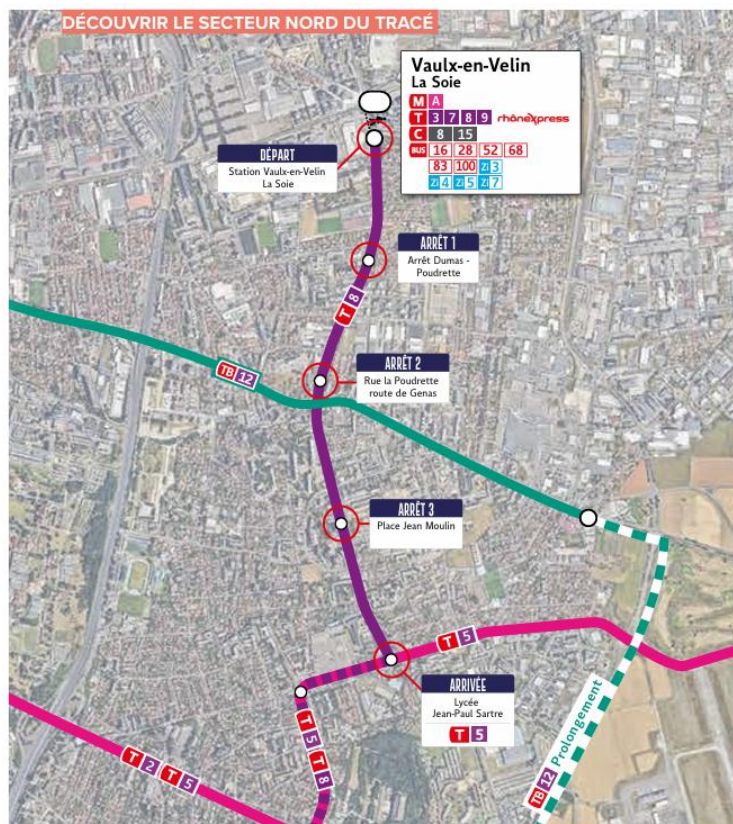 DÉCOUVRIR LE SECTEUR NORD DU TRACÉ
Vaulx-en-Velin
La Soie
M A
T 3 7 8 9 rhônexpress
C 8 15
BUS 16 28 52 68
83 100 Zi 3
Zi 4 Zi 5 Zi 7
DÉPART
Station Vaulx-en-Velin
La Soie
ARRÊT 1
Arrêt Dumas -
Poudrette
T 8
ARRÊT 2
Rue la Poudrette
route de Genas
TB 12
ARRÊT 3
Place Jean Moulin
T 5
ARRIVÉE
Lycée
Jean-Paul Sartre
T 5
T 5 T 8
T 2 T 5
TB 12 Prolongement